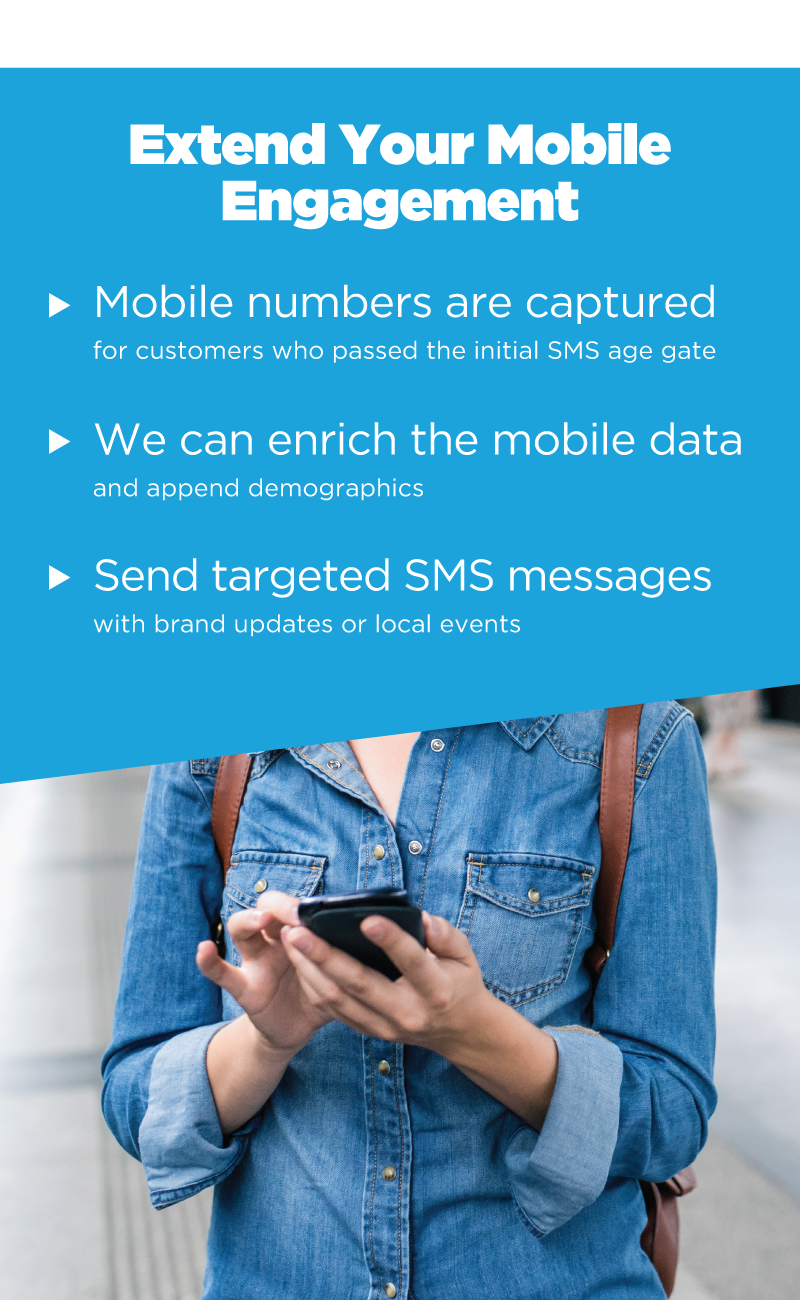 Extend Your Mobile
Engagement
Mobile numbers are captured
for customers who passed the initial SMS age gate
We can enrich the mobile data
and append demographics
Send targeted SMS messages
with brand updates or local events